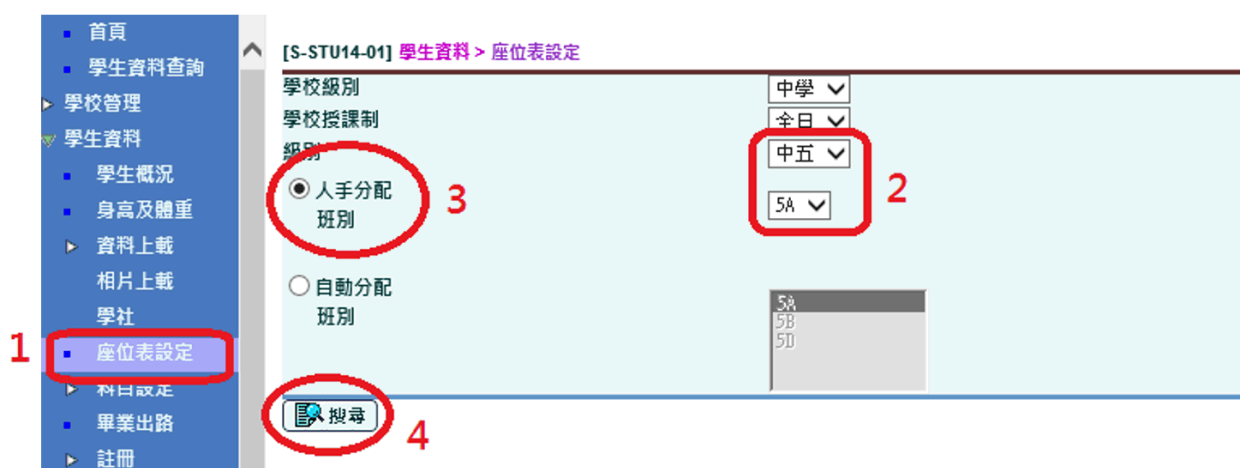 首頁
學生資料查詢
學校管理
學生資料
學生概況
身高及體重
資料上載
相片上載
學社
1
座位表設定
科目設定
畢業出路
註冊
[S-STU14-01] 學生資料 > 座位表設定
學校級別 中學
學校授課制 全日
級別 中五
2
人手分配
3
班別 5A
自動分配
班別
5A
5B
5D
搜尋
4